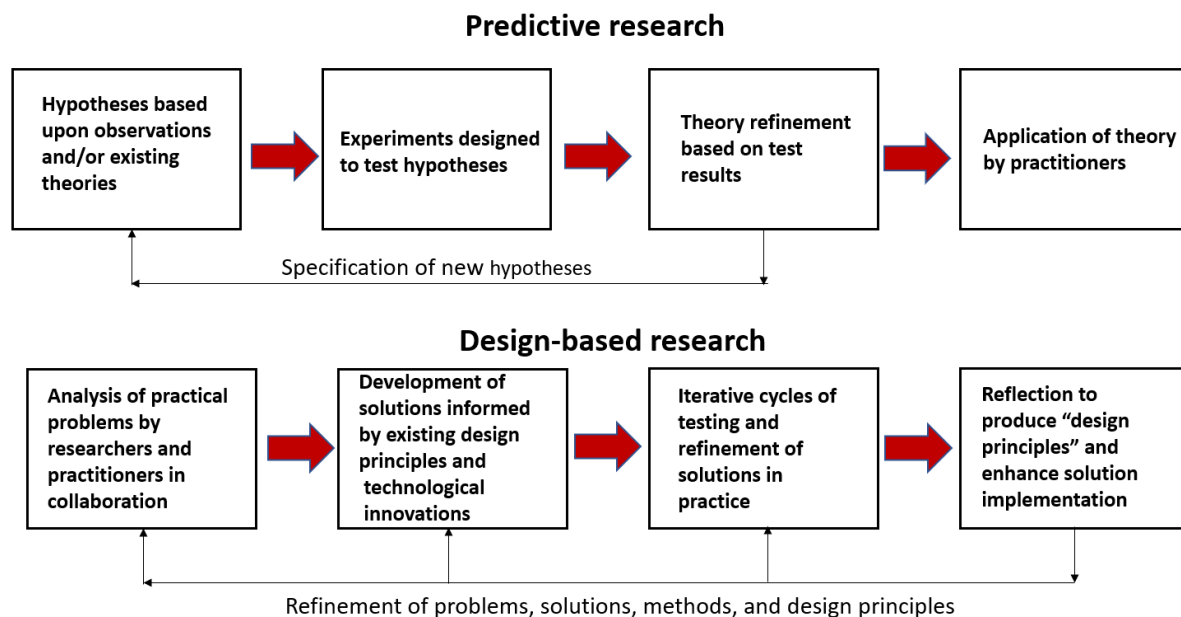 Predictive research
Hypotheses based
upon observations
and/or existing
theories
Experiments designed
to test hypotheses
Theory refinement
based on test
results
Application of theory
by practitioners
Specification of new hypotheses
Design-based research
Analysis of practical
problems by
researchers and
practitioners in
collaboration
Development of
solutions informed
by existing design
principles and
technological
innovations
Iterative cycles of
testing and
refinement of
solutions in
practice
Reflection to
produce “design
principles” and
enhance solution
implementation
Refinement of problems, solutions, methods, and design principles